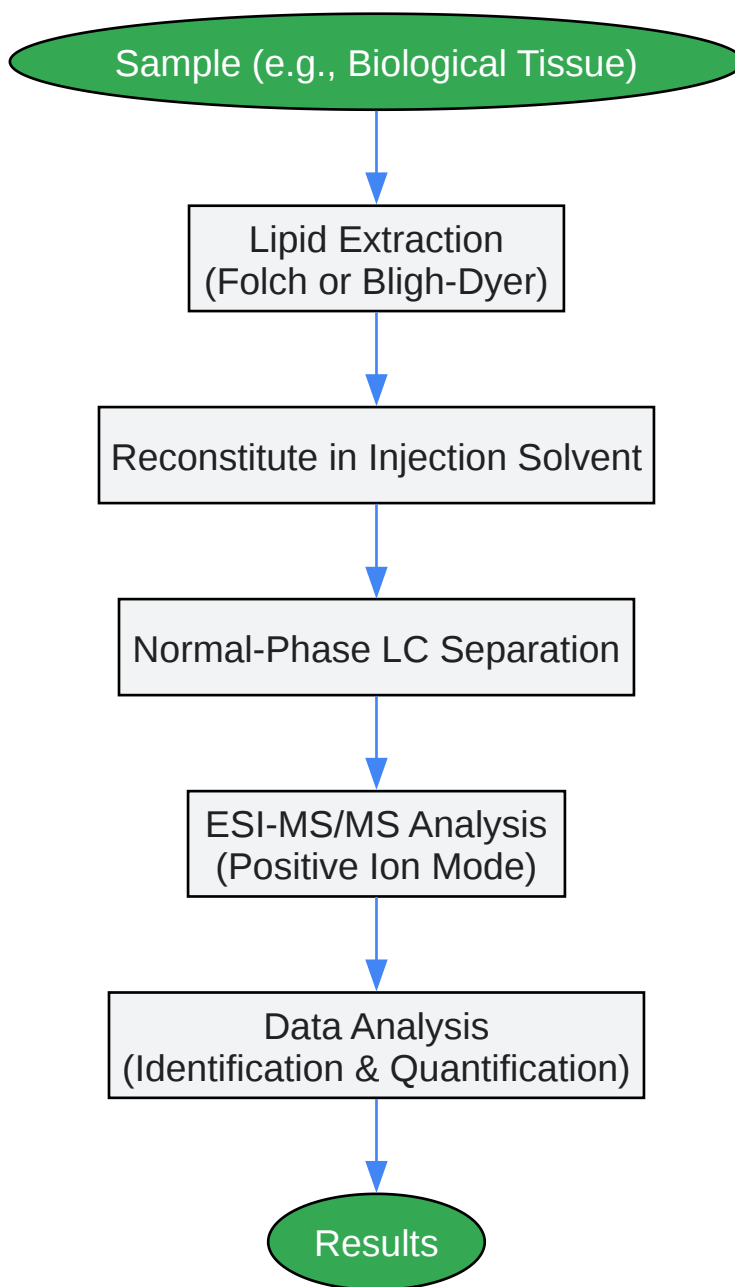 Sample (e.g., Biological Tissue)
Lipid Extraction
(Folch or Bligh-Dyer)
Reconstitute in Injection Solvent
Normal-Phase LC Separation
ESI-MS/MS Analysis
(Positive Ion Mode)
Data Analysis
(Identification & Quantification)
Results